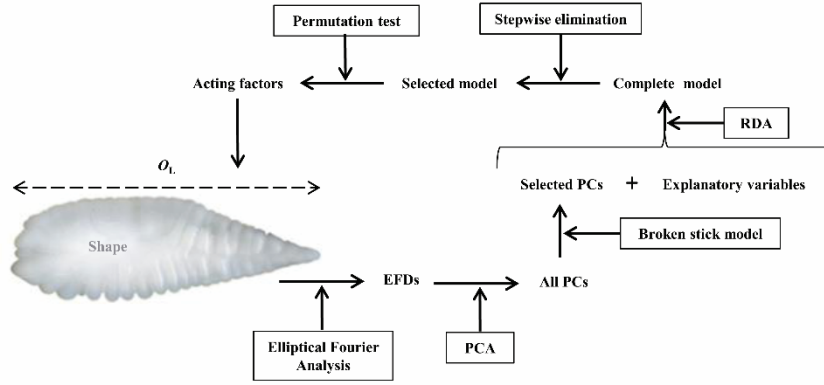 Permutation test
Stepwise elimination
Acting factors
Selected model
Complete model
RDA
O_L
Selected PCs + Explanatory variables
Shape
Broken stick model
EFDs
All PCs
Elliptical Fourier
Analysis
PCA